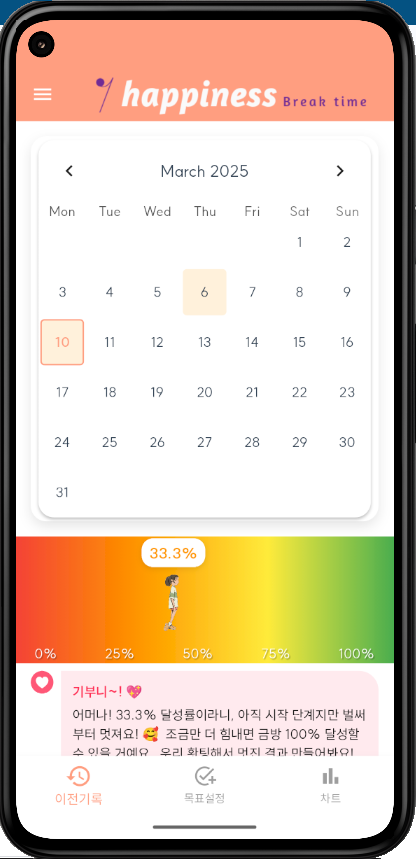 happiness Break time
March 2025
Mon Tue Wed Thu Fri Sat Sun
1 2
3 4 5 6 7 8 9
10 11 12 13 14 15 16
17 18 19 20 21 22 23
24 25 26 27 28 29 30
31
33.3%
0% 25% 50% 75% 100%
기부니~! 💖
어머나! 33.3% 달성률이라니, 아직 시작 단계지만 벌써
부터 멋져요! 🥰 조금만 더 힘내면 금방 100% 달성할
수 있을 거예요. 우리 화팅해서 멋진 결과 만들어봐요!
이전기록 목표설정 차트